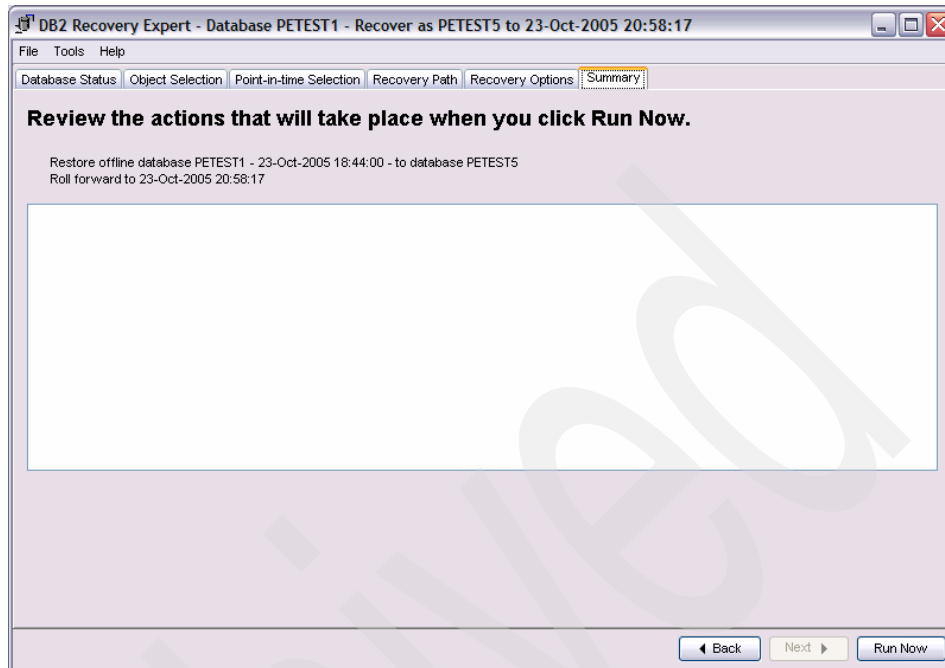 DB2 Recovery Expert - Database PETEST1 - Recover as PETEST5 to 23-Oct-2005 20:58:17
File Tools Help
Database Status Object Selection Point-in-time Selection Recovery Path Recovery Options Summary
Review the actions that will take place when you click Run Now.
Restore offline database PETEST1 - 23-Oct-2005 18:44:00 - to database PETEST5
Roll forward to 23-Oct-2005 20:58:17
Back Next Run Now